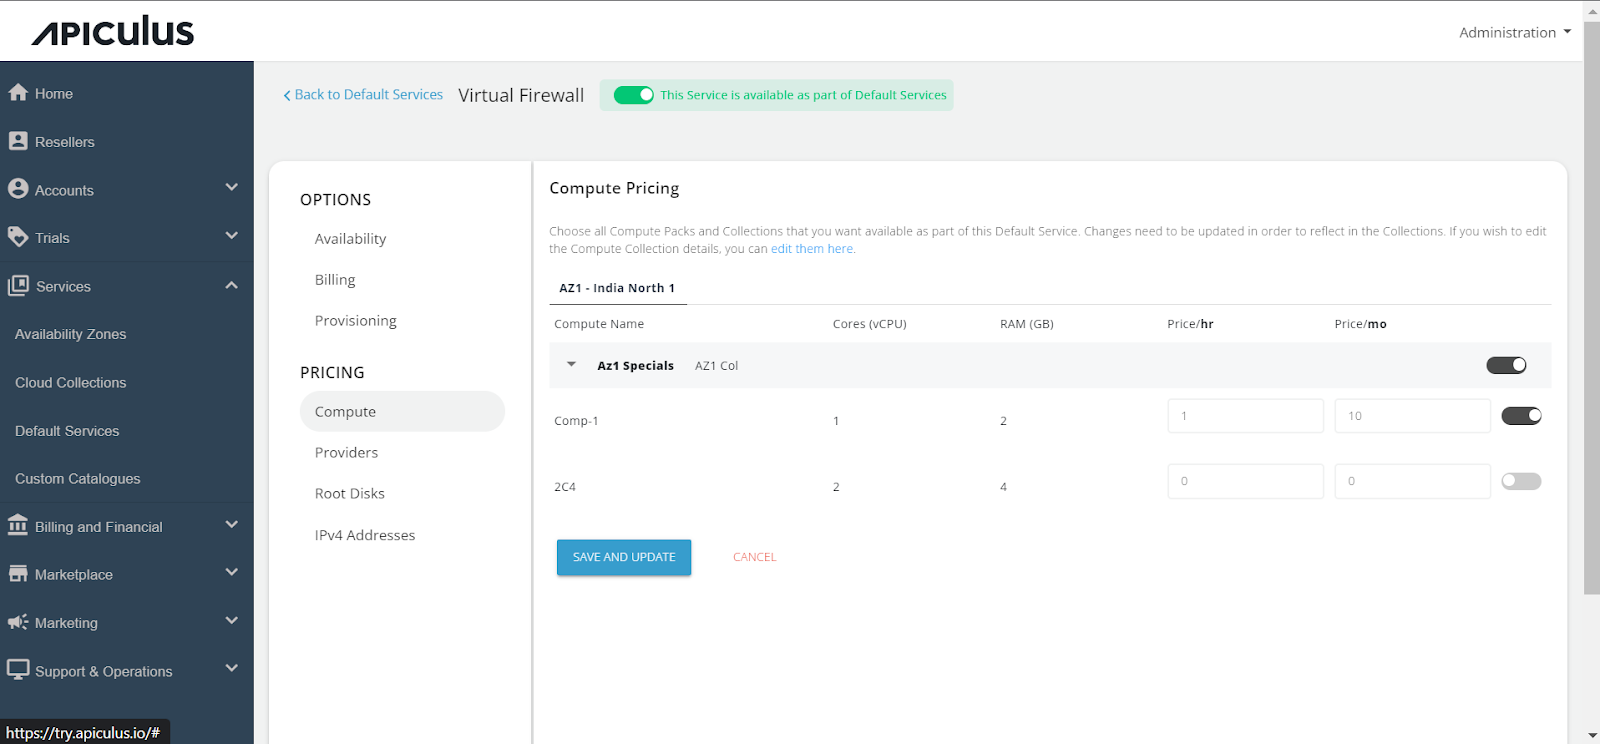 APICULUS
Administration
Home
Resellers
Accounts
Trials
Services
Availability Zones
Cloud Collections
Default Services
Custom Catalogues
Billing and Financial
Marketplace
Marketing
Support & Operations
https://try.apiculus.io/#
Back to Default Services Virtual Firewall This Service is available as part of Default Services
OPTIONS
Availability
Billing
Provisioning
PRICING
Compute
Providers
Root Disks
IPv4 Addresses
Compute Pricing
Choose all Compute Packs and Collections that you want available as part of this Default Service. Changes need to be updated in order to reflect in the Collections. If you wish to edit
the Compute Collection details, you can edit them here.
AZ1 - India North 1
Compute Name Cores (vCPU) RAM (GB) Price/hr Price/mo
Az1 Specials AZ1 Col
Comp-1 1 2 1 10
2C4 2 4 0 0
SAVE AND UPDATE CANCEL